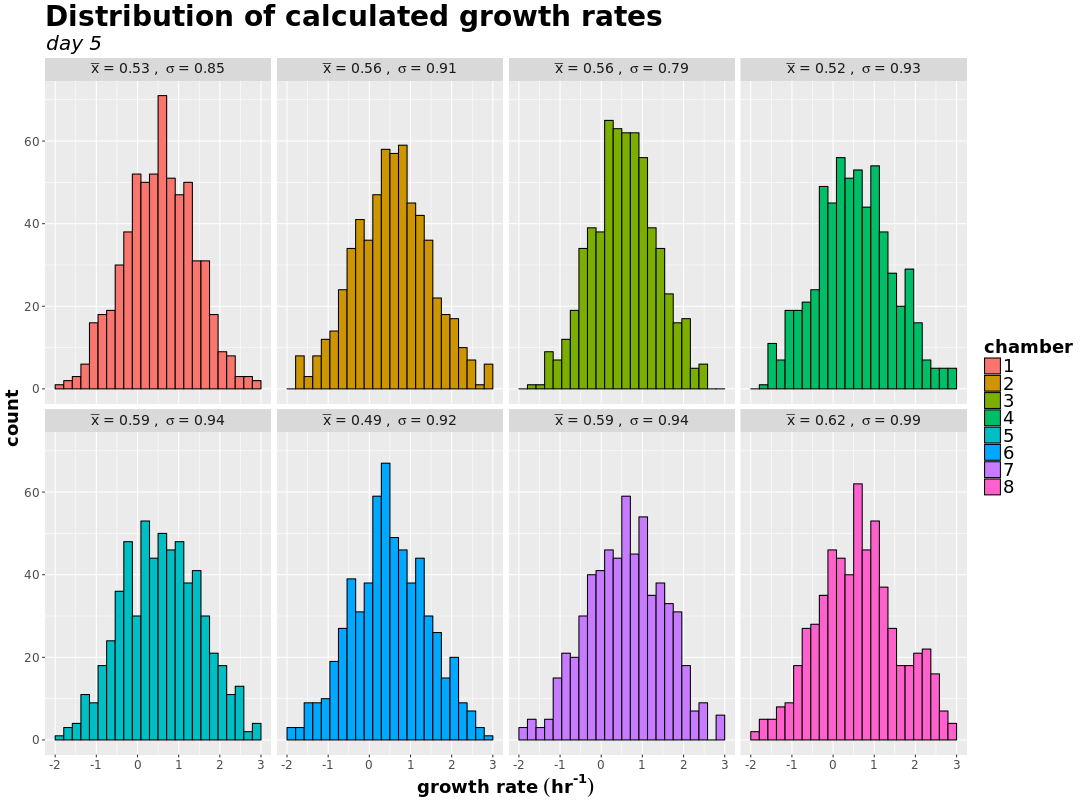 Distribution of calculated growth rates
day 5
x̅ = 0.53 , σ = 0.85
x̅ = 0.56 , σ = 0.91
x̅ = 0.56 , σ = 0.79
x̅ = 0.52 , σ = 0.93
60
40
20
0
x̅ = 0.59 , σ = 0.94
x̅ = 0.49 , σ = 0.92
x̅ = 0.59 , σ = 0.94
x̅ = 0.62 , σ = 0.99
60
40
20
0
-2 -1 0 1 2 3
-2 -1 0 1 2 3
-2 -1 0 1 2 3
-2 -1 0 1 2 3
growth rate (hr⁻¹)
count
chamber
1
2
3
4
5
6
7
8